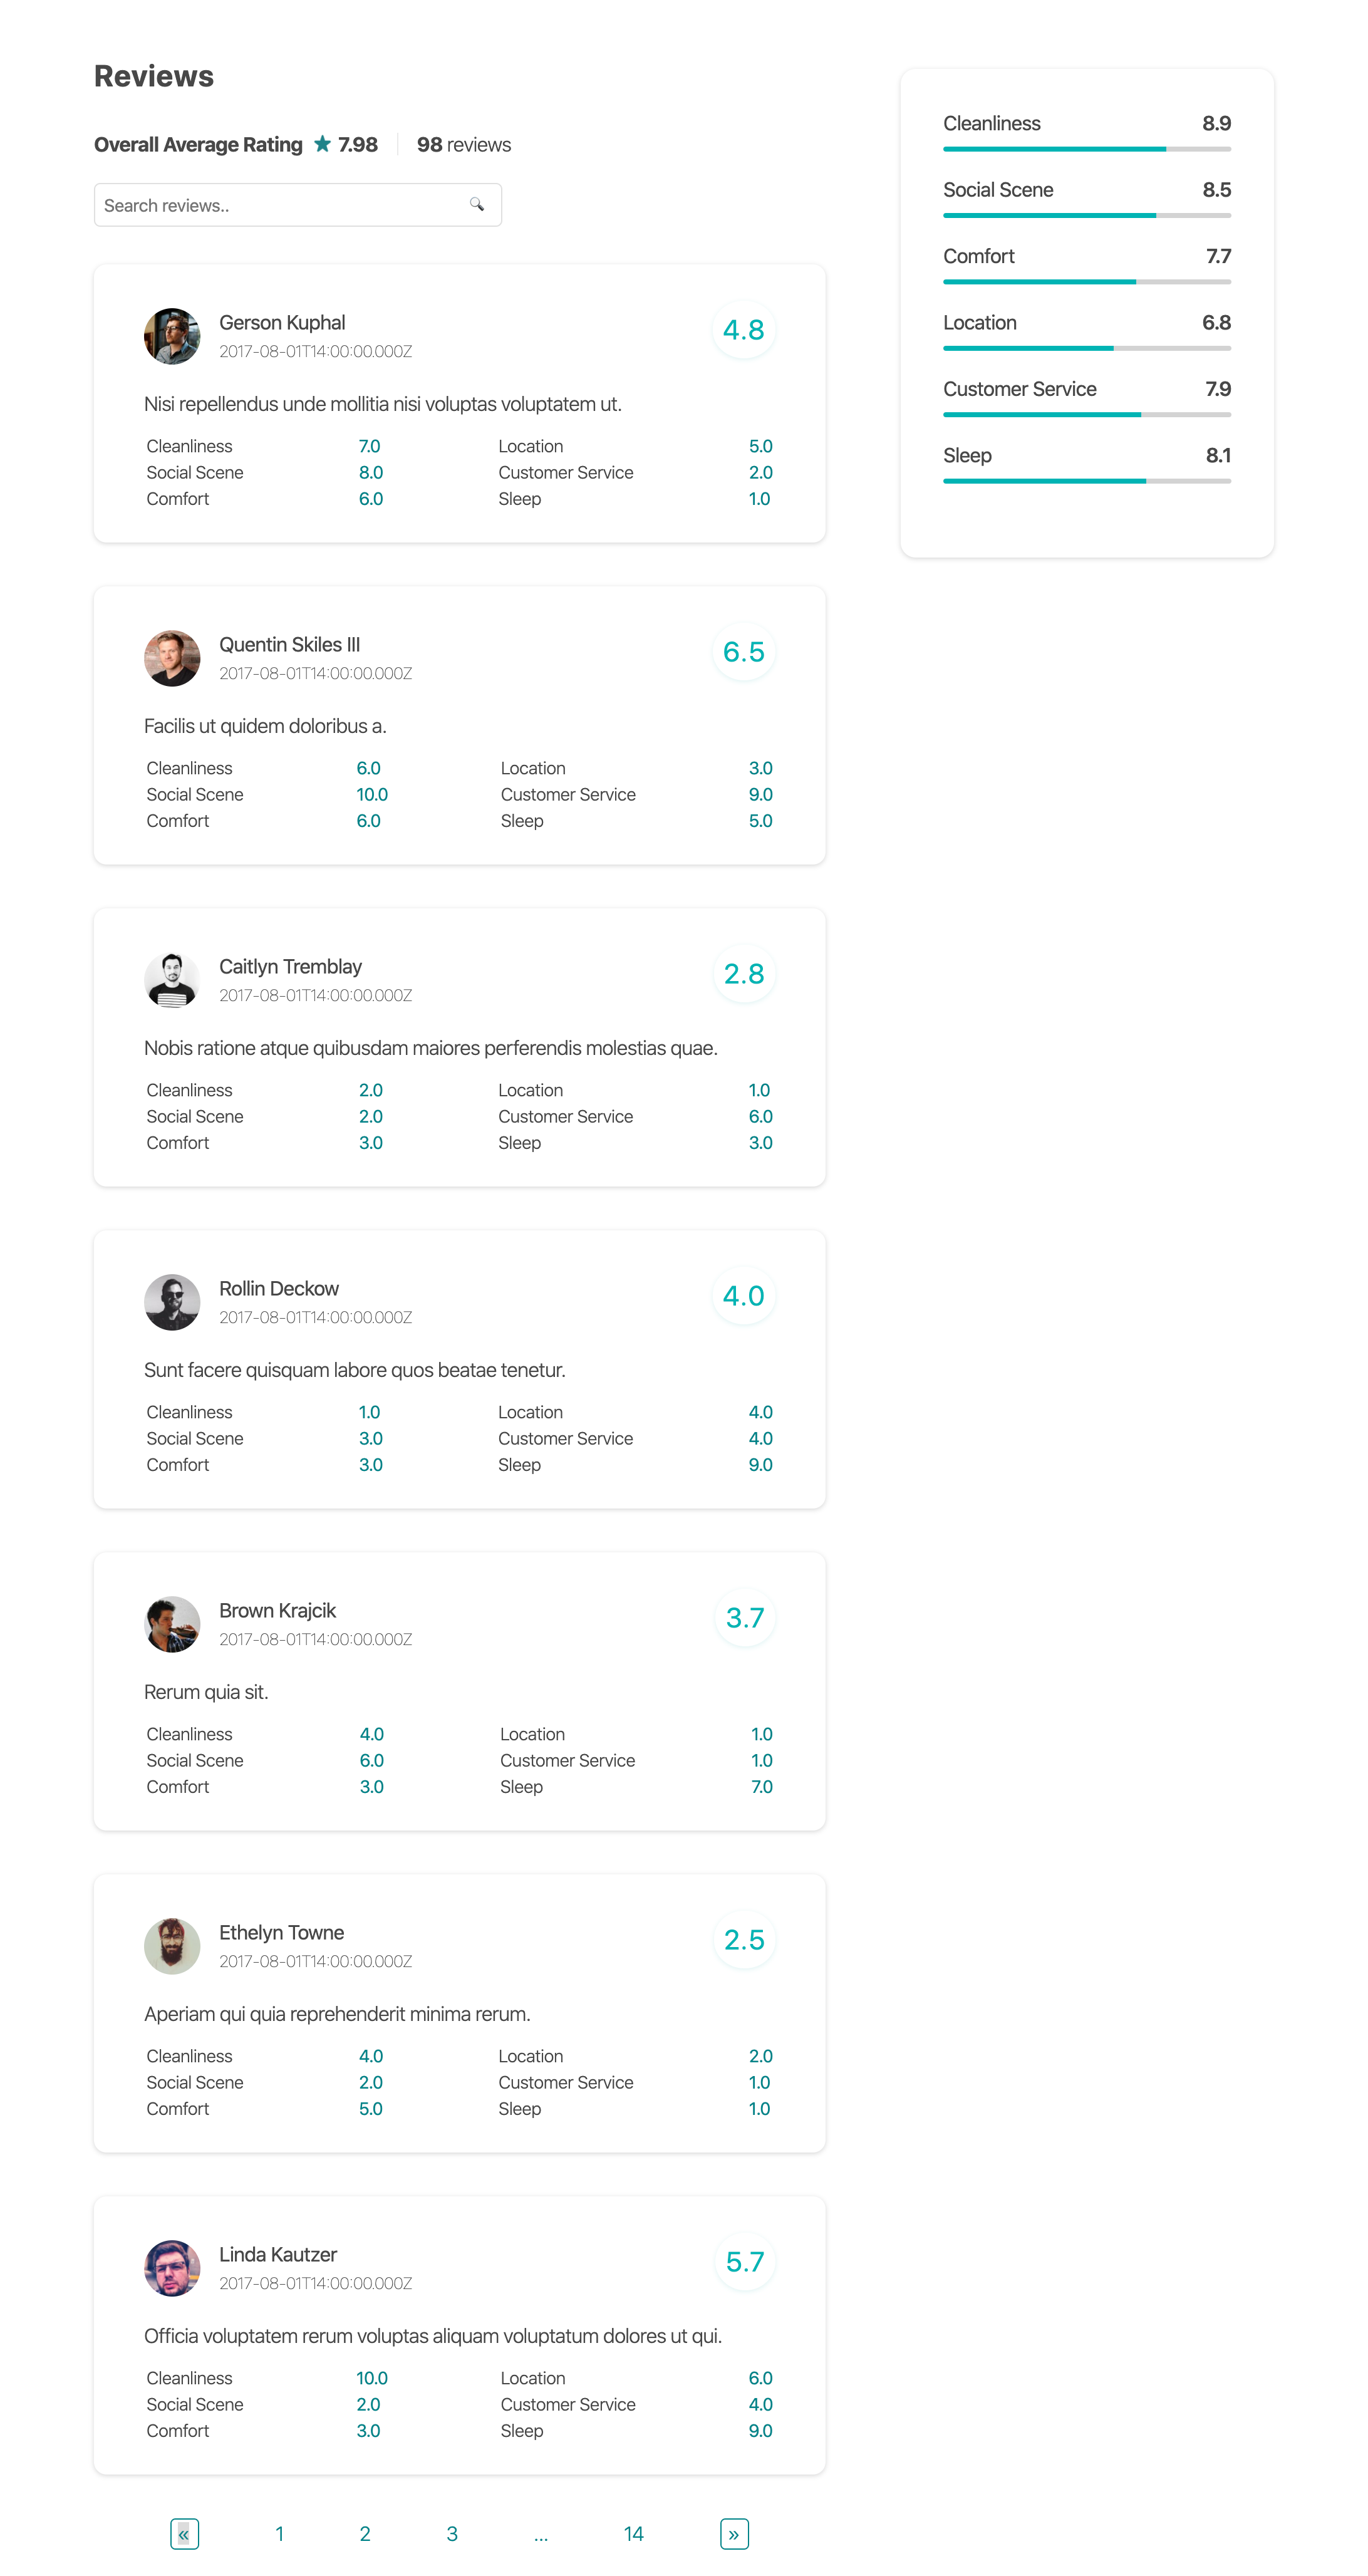 Reviews
Overall Average Rating ★ 7.98 98 reviews
Search reviews..
Gerson Kuphal
2017-08-01T14:00:00.000Z
4.8
Nisi repellendus unde mollitia nisi voluptas voluptatem ut.
Cleanliness 7.0 Location 5.0
Social Scene 8.0 Customer Service 2.0
Comfort 6.0 Sleep 1.0
Quentin Skiles III
2017-08-01T14:00:00.000Z
6.5
Facilis ut quidem doloribus a.
Cleanliness 6.0 Location 3.0
Social Scene 10.0 Customer Service 9.0
Comfort 6.0 Sleep 5.0
Caitlyn Tremblay
2017-08-01T14:00:00.000Z
2.8
Nobis ratione atque quibusdam maiores perferendis molestias quae.
Cleanliness 2.0 Location 1.0
Social Scene 2.0 Customer Service 6.0
Comfort 3.0 Sleep 3.0
Rollin Deckow
2017-08-01T14:00:00.000Z
4.0
Sunt facere quisquam labore quos beatae tenetur.
Cleanliness 1.0 Location 4.0
Social Scene 3.0 Customer Service 4.0
Comfort 3.0 Sleep 9.0
Brown Krajcik
2017-08-01T14:00:00.000Z
3.7
Rerum quia sit.
Cleanliness 4.0 Location 1.0
Social Scene 6.0 Customer Service 1.0
Comfort 3.0 Sleep 7.0
Ethelyn Towne
2017-08-01T14:00:00.000Z
2.5
Aperiam qui quia reprehenderit minima rerum.
Cleanliness 4.0 Location 2.0
Social Scene 2.0 Customer Service 1.0
Comfort 5.0 Sleep 1.0
Linda Kautzer
2017-08-01T14:00:00.000Z
5.7
Officia voluptatem rerum voluptas aliquam voluptatum dolores ut qui.
Cleanliness 10.0 Location 6.0
Social Scene 2.0 Customer Service 4.0
Comfort 3.0 Sleep 9.0
« 1 2 3 ... 14 »
Cleanliness 8.9
Social Scene 8.5
Comfort 7.7
Location 6.8
Customer Service 7.9
Sleep 8.1